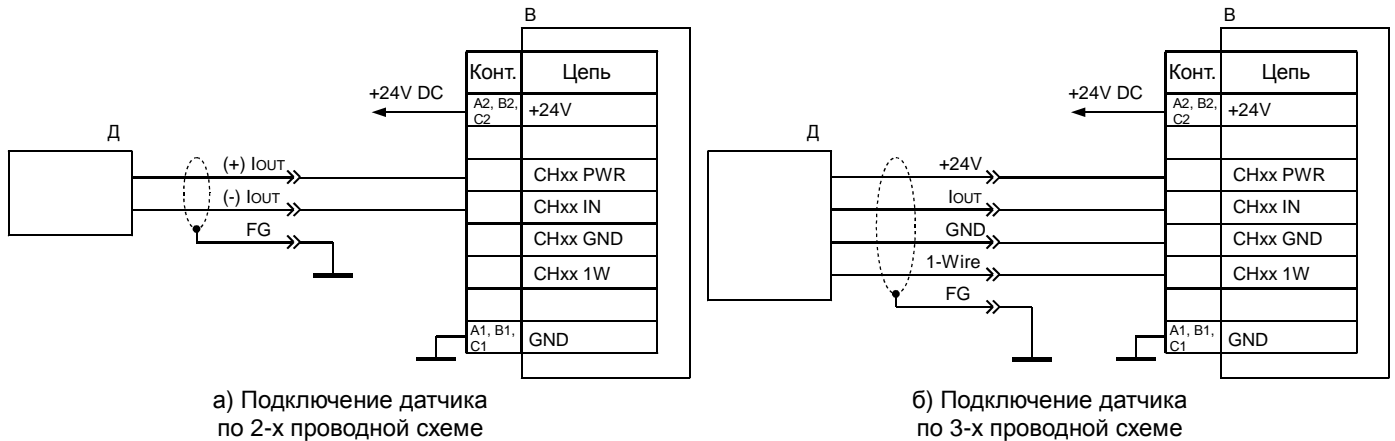 В
Конт. Цепь
+24V DC
A2, B2, +24V
C2
Д
(+) IOUT
CHxx PWR
(-) IOUT
CHxx IN
FG
CHxx GND
CHxx 1W
A1, B1, GND
C1
а) Подключение датчика
по 2-х проводной схеме
В
Конт. Цепь
+24V DC
A2, B2, +24V
C2
Д
+24V
CHxx PWR
IOUT
CHxx IN
GND
CHxx GND
1-Wire
CHxx 1W
FG
A1, B1, GND
C1
б) Подключение датчика
по 3-х проводной схеме